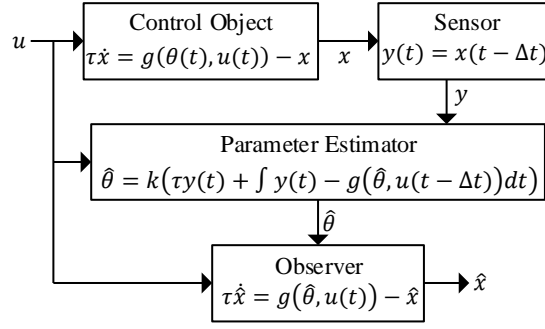 Control Object
τẋ = g(θ(t), u(t)) − x
Sensor
y(t) = x(t − Δt)
u
x
y
Parameter Estimator
θ̂ = k(τy(t) + ∫ y(t) − g(θ̂, u(t − Δt))dt)
θ̂
Observer
τx̂̇ = g(θ̂, u(t)) − x̂
x̂